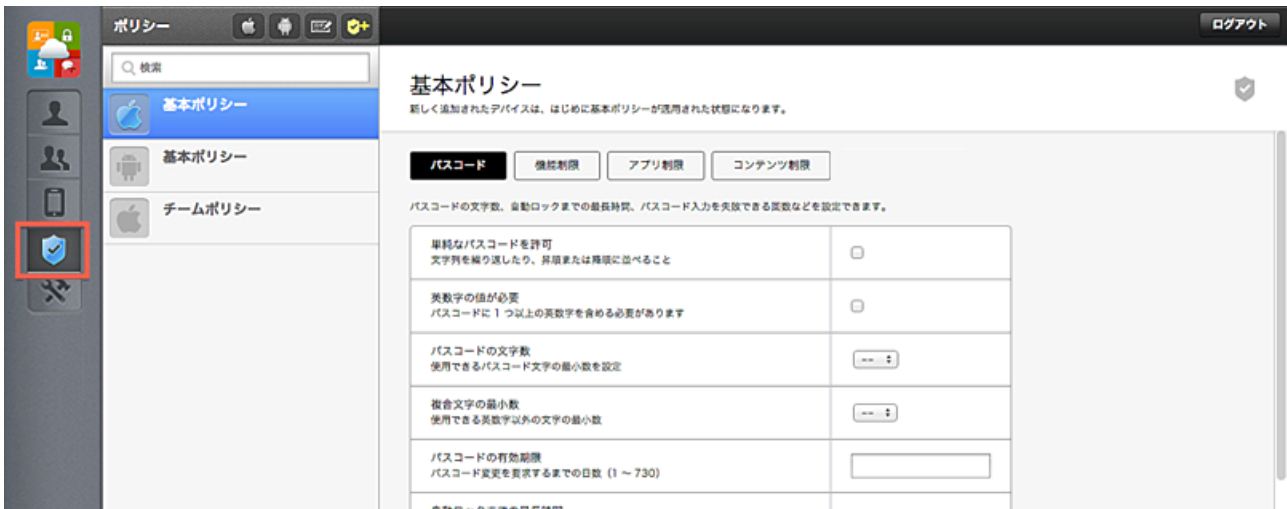 ポリシー
ログアウト
検索
基本ポリシー
基本ポリシー
チームポリシー
基本ポリシー
新しく追加されたデバイスは、はじめに基本ポリシーが適用された状態になります。
パスコード
機能制限
アプリ制限
コンテンツ制限
パスコードの文字数、自動ロックまでの最長時間、パスコード入力を失敗できる回数などを設定できます。
単純なパスコードを許可
文字列を繰り返したり、昇順または降順に並べること
英数字の値が必要
パスコードに 1 つ以上の英数字を含める必要があります
パスコードの文字数
使用できるパスコード文字の最小数を設定
--
複合文字の最小数
使用できる英数字以外の文字の最小数
--
パスコードの有効期限
パスコード変更を要求するまでの日数（1 ～ 730）